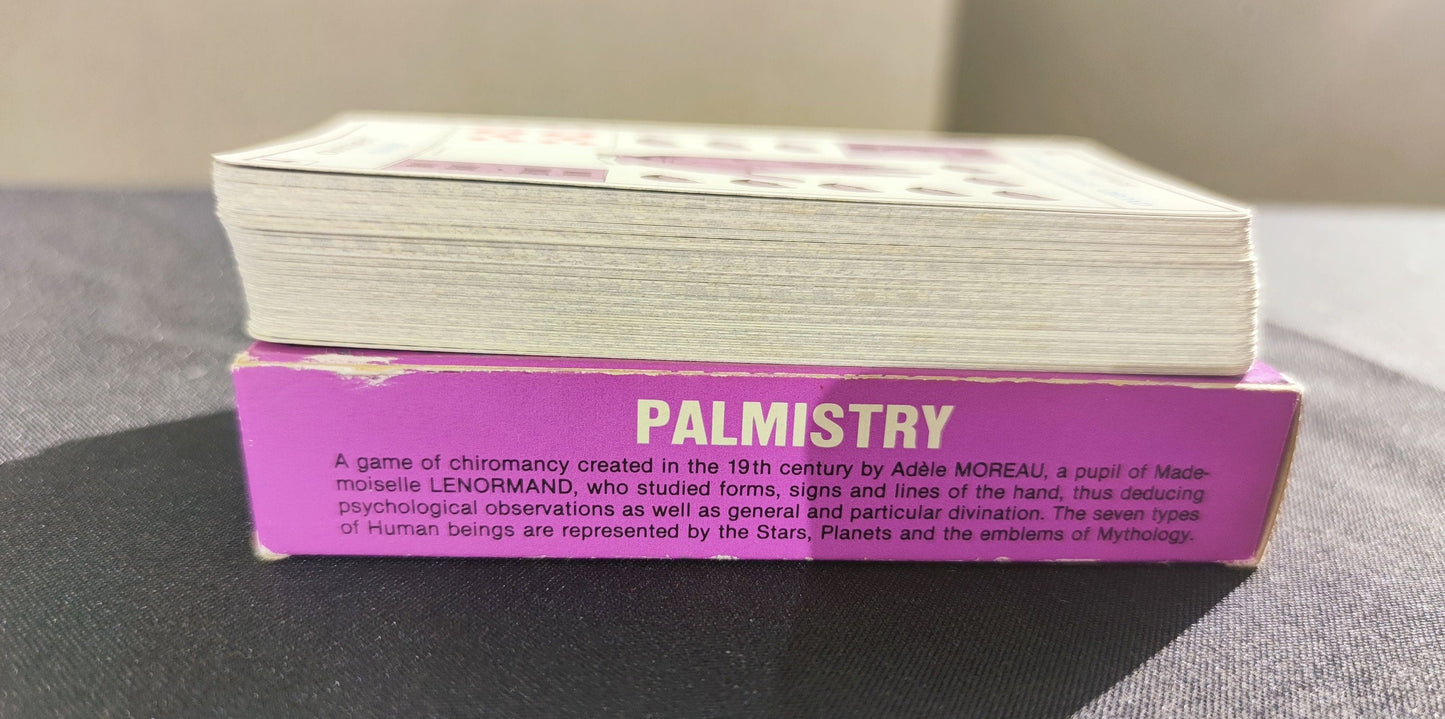 PALMISTRY
A game of chiromancy created in the 19th century by Adèle MOREAU, a pupil of Made-
moiselle LENORMAND, who studied forms, signs and lines of the hand, thus deducing
psychological observations as well as general and particular divination. The seven types
of Human beings are represented by the Stars, Planets and the emblems of Mythology.